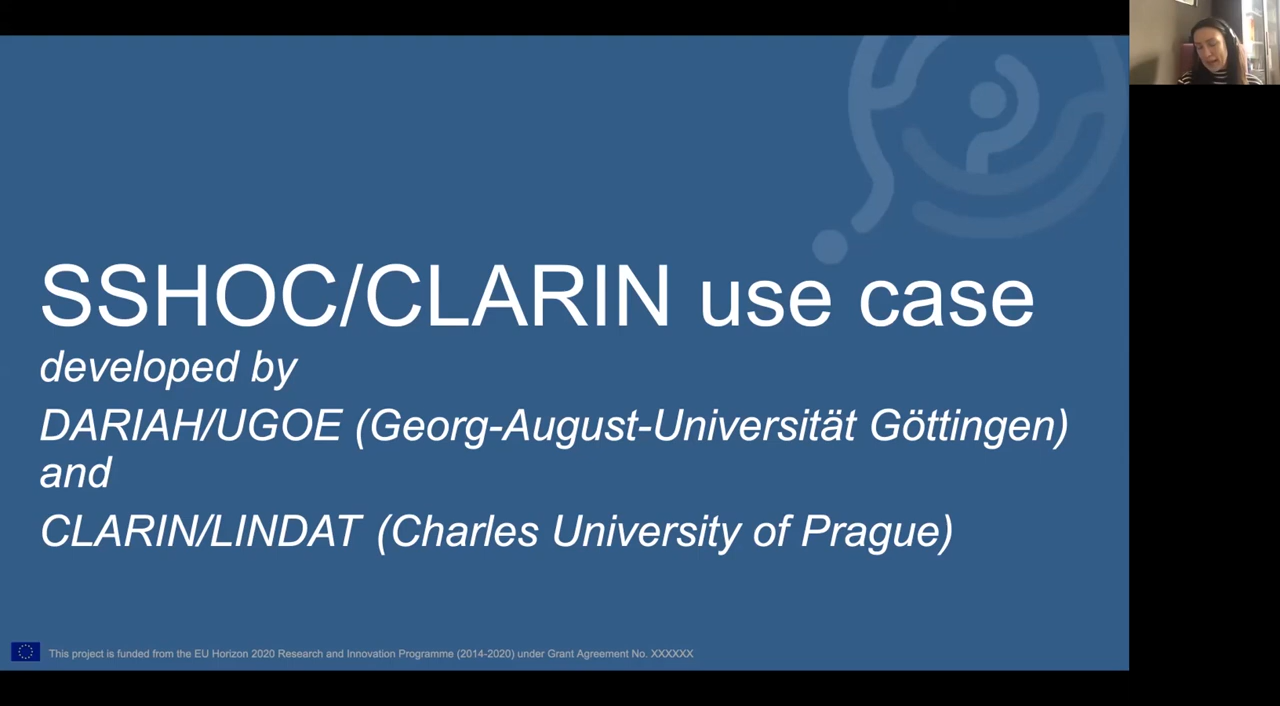 SSHOC/CLARIN use case
developed by
DARIAH/UGOE (Georg-August-Universität Göttingen)
and
CLARIN/LINDAT (Charles University of Prague)
This project is funded from the EU Horizon 2020 Research and Innovation Programme (2014-2020) under Grant Agreement No. XXXXXX